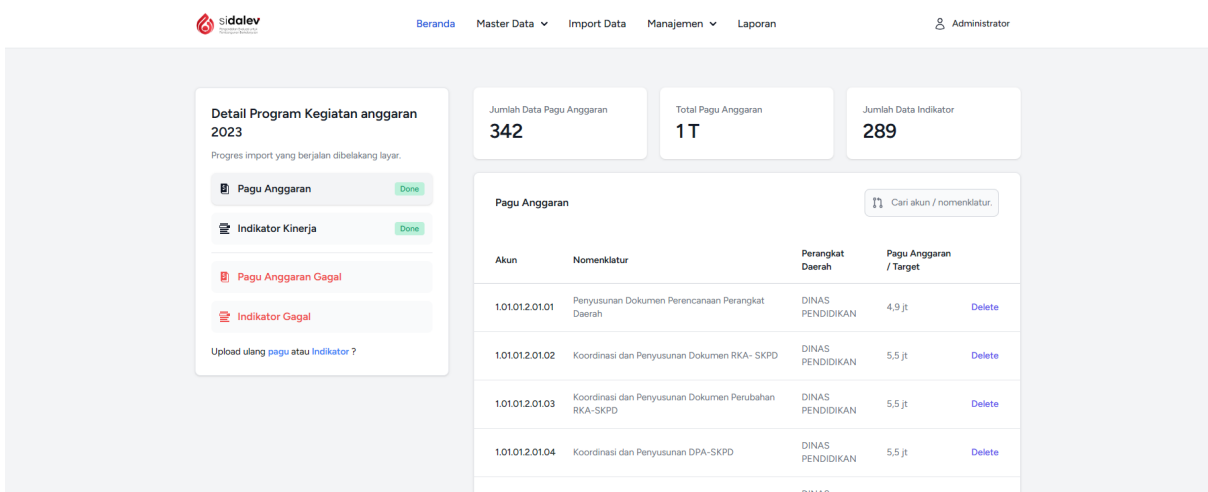 sidalev
Beranda
Master Data
Import Data
Manajemen
Laporan
Administrator
Detail Program Kegiatan anggaran
2023
Progres import yang berjalan dibelakang layar.
Pagu Anggaran
Done
Indikator Kinerja
Done
Pagu Anggaran Gagal
Indikator Gagal
Upload ulang pagu atau Indikator ?
Jumlah Data Pagu Anggaran
342
Total Pagu Anggaran
1 T
Jumlah Data Indikator
289
Pagu Anggaran
Cari akun / nomenklatur.
Akun
Nomenklatur
Perangkat
Daerah
Pagu Anggaran
/ Target
1.01.01.2.01.01
Penyusunan Dokumen Perencanaan Perangkat
Daerah
DINAS
PENDIDIKAN
4,9 jt
Delete
1.01.01.2.01.02
Koordinasi dan Penyusunan Dokumen RKA- SKPD
DINAS
PENDIDIKAN
5,5 jt
Delete
1.01.01.2.01.03
Koordinasi dan Penyusunan Dokumen Perubahan
RKA-SKPD
DINAS
PENDIDIKAN
5,5 jt
Delete
1.01.01.2.01.04
Koordinasi dan Penyusunan DPA-SKPD
DINAS
PENDIDIKAN
5,5 jt
Delete